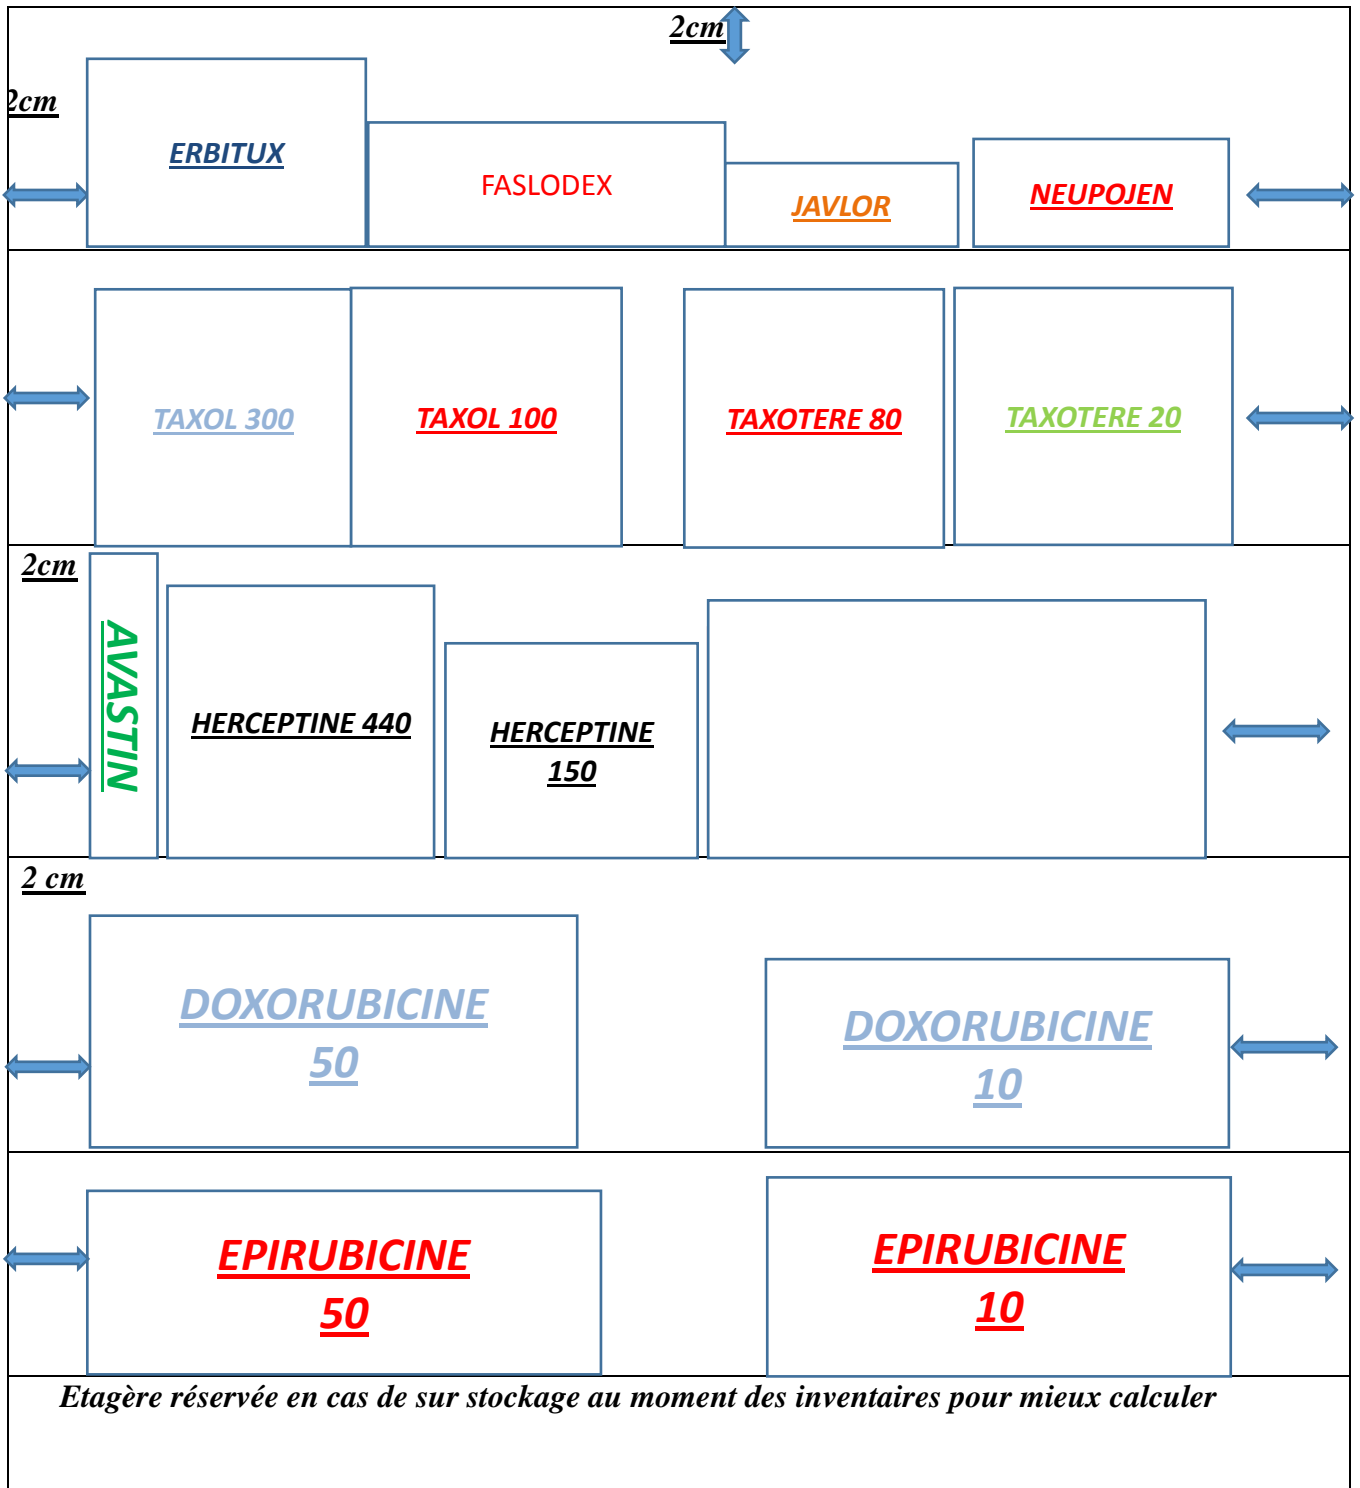 2cm
2cm
ERBITUX
FASLODEX
JAVLOR
NEUPOJEN
TAXOL 300
TAXOL 100
TAXOTERE 80
TAXOTERE 20
2cm
AVASTIN
HERCEPTINE 440
HERCEPTINE
150
2 cm
DOXORUBICINE
50
DOXORUBICINE
10
EPIRUBICINE
50
EPIRUBICINE
10
Etagère réservée en cas de sur stockage au moment des inventaires pour mieux calculer